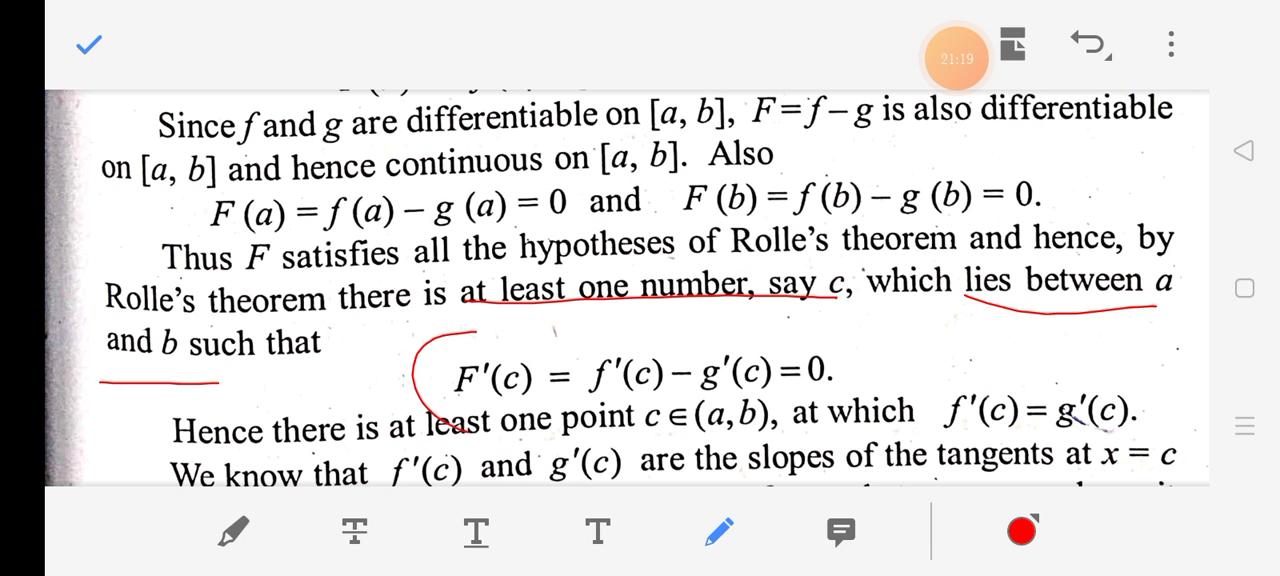 21:19
Since f and g are differentiable on [a, b], F=f−g is also differentiable
on [a, b] and hence continuous on [a, b]. Also
F (a) = f (a) − g (a) = 0 and F (b) = f (b) − g (b) = 0.
Thus F satisfies all the hypotheses of Rolle's theorem and hence, by
Rolle's theorem there is at least one number, say c, which lies between a
and b such that
F′(c) = f′(c) − g′(c) = 0.
Hence there is at least one point c ∈ (a, b), at which f′(c) = g′(c).
We know that f′(c) and g′(c) are the slopes of the tangents at x = c
T
T
T